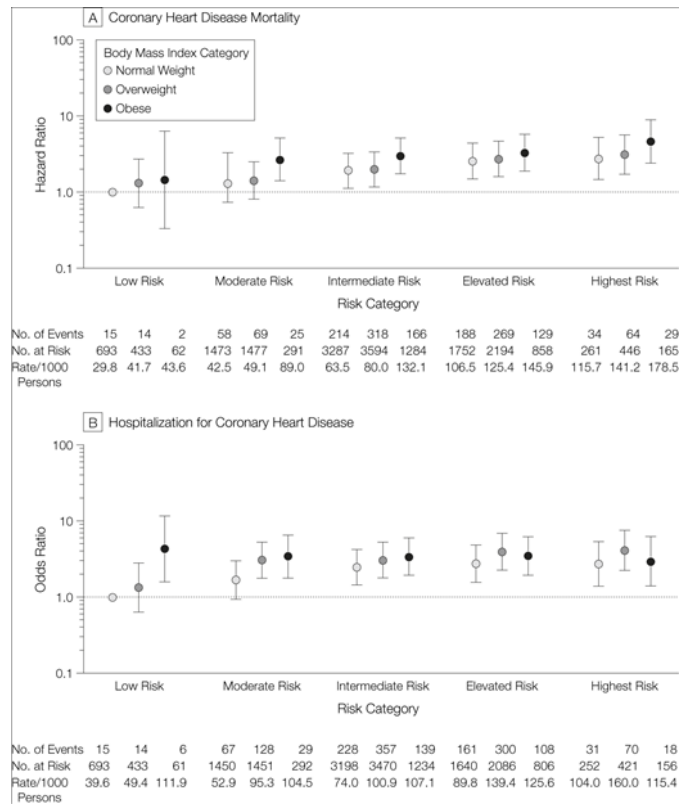 A Coronary Heart Disease Mortality
100
10
1.0
0.1
Hazard Ratio
Body Mass Index Category
Normal Weight
Overweight
Obese
Low Risk Moderate Risk Intermediate Risk Elevated Risk Highest Risk
Risk Category
No. of Events 15 14 2 58 69 25 214 318 166 188 269 129 34 64 29
No. at Risk 693 433 62 1473 1477 291 3287 3594 1284 1752 2194 858 261 446 165
Rate/1000 29.8 41.7 43.6 42.5 49.1 89.0 63.5 80.0 132.1 106.5 125.4 145.9 115.7 141.2 178.5
Persons
B Hospitalization for Coronary Heart Disease
100
10
1.0
0.1
Odds Ratio
Low Risk Moderate Risk Intermediate Risk Elevated Risk Highest Risk
Risk Category
No. of Events 15 14 6 67 128 29 228 357 139 161 300 108 31 70 18
No. at Risk 693 433 61 1450 1451 292 3198 3470 1234 1640 2086 806 252 421 156
Rate/1000 39.6 49.4 111.9 52.9 95.3 104.5 74.0 100.9 107.1 89.8 139.4 125.6 104.0 160.0 115.4
Persons